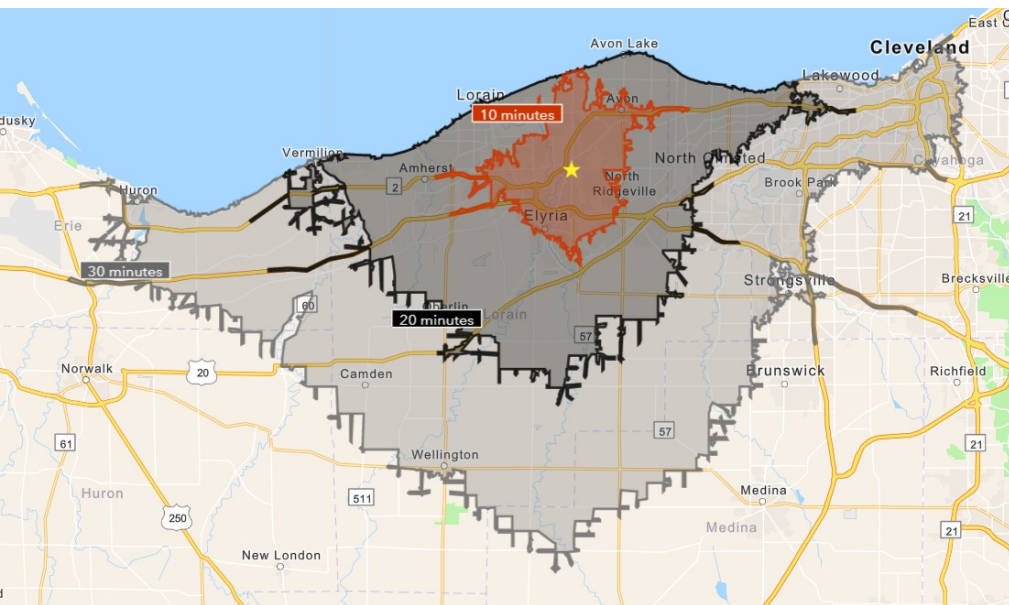 East C
Cleveland
Avon Lake
Lakewood
Lorain
Avon
10 minutes
dusky
Vermilion
Amherst
North Olmsted
Cuyahoga
2
North
Ridgeville
Brook Park
Huron
Elyria
21
Erie
30 minutes
Strongsville
Brecksville
60
Oberlin
Lorain
20 minutes
57
Norwalk
20
Camden
Brunswick
Richfield
57
61
21
Wellington
Huron
511
Medina
250
Medina
21
New London